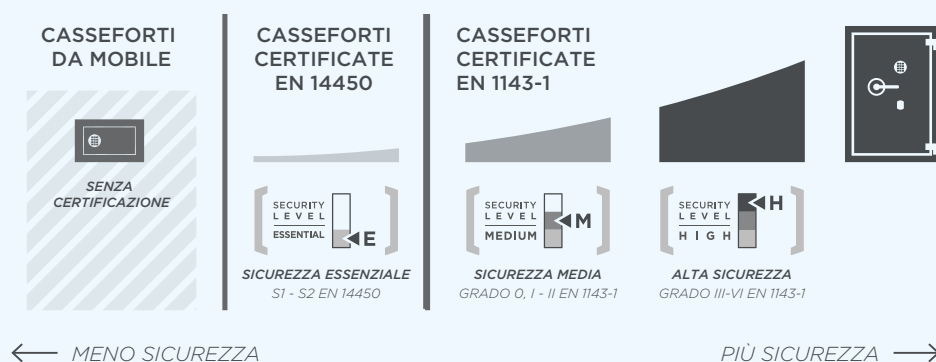 CASSEFORTI
DA MOBILE
SENZA
CERTIFICAZIONE
CASSEFORTI
CERTIFICATE
EN 14450
SECURITY
LEVEL
ESSENTIAL
E
SICUREZZA ESSENZIALE
S1 - S2 EN 14450
CASSEFORTI
CERTIFICATE
EN 1143-1
SECURITY
LEVEL
MEDIUM
M
SICUREZZA MEDIA
GRADO 0, I - II EN 1143-1
SECURITY
LEVEL
HIGH
H
ALTA SICUREZZA
GRADO III-VI EN 1143-1
MENO SICUREZZA
PIÙ SICUREZZA